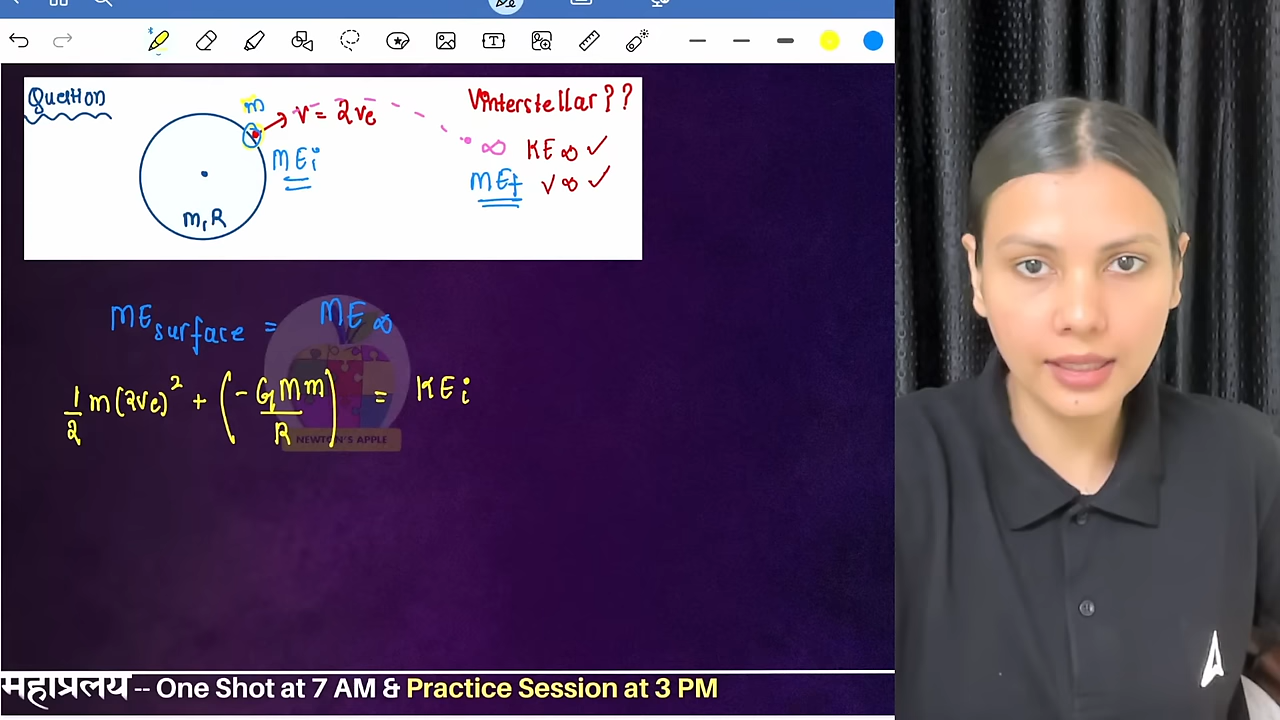 Question
m
v = 2ve
Vinterstellar ??
∞ KE∞ ✓
MEi
MEf V∞ ✓
m, R
MEsurface = ME∞
1/2 m(2ve)² + (-GMm/R) = KEi
NEWTON'S APPLE
महाप्रलय -- One Shot at 7 AM & Practice Session at 3 PM